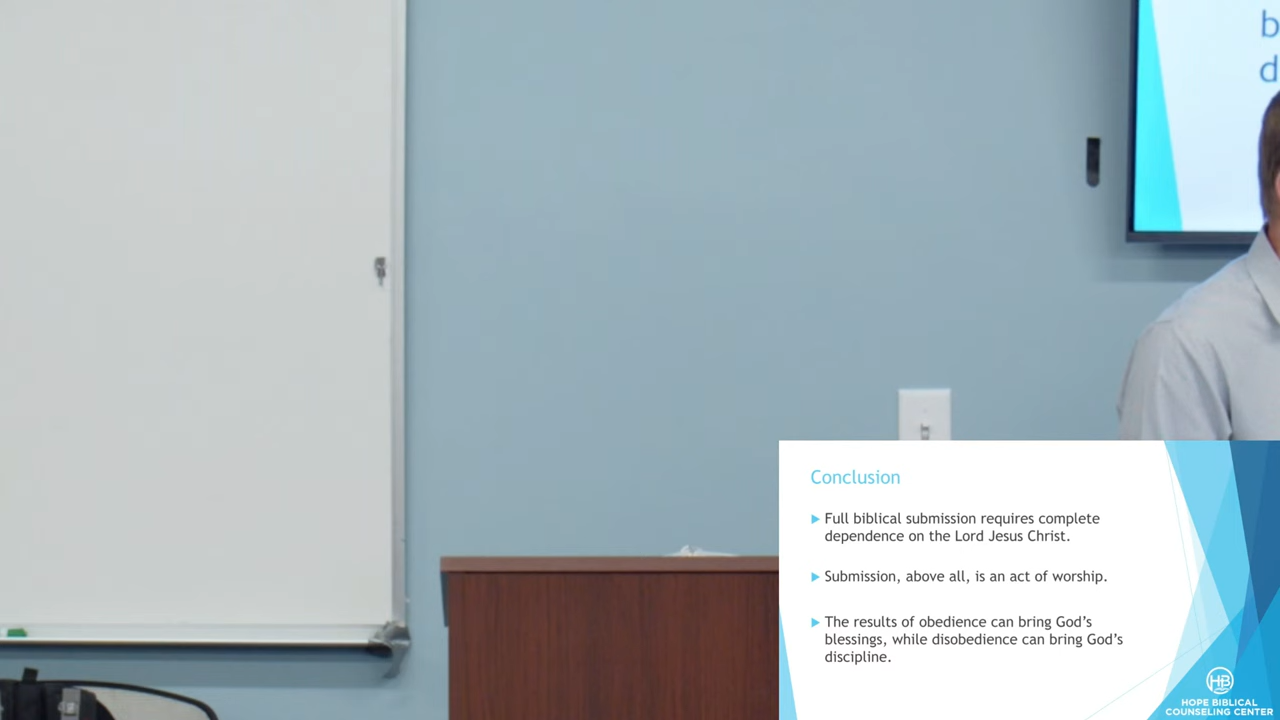 b
d
Conclusion
Full biblical submission requires complete
dependence on the Lord Jesus Christ.
Submission, above all, is an act of worship.
The results of obedience can bring God’s
blessings, while disobedience can bring God’s
discipline.
HB
HOPE BIBLICAL
COUNSELING CENTER